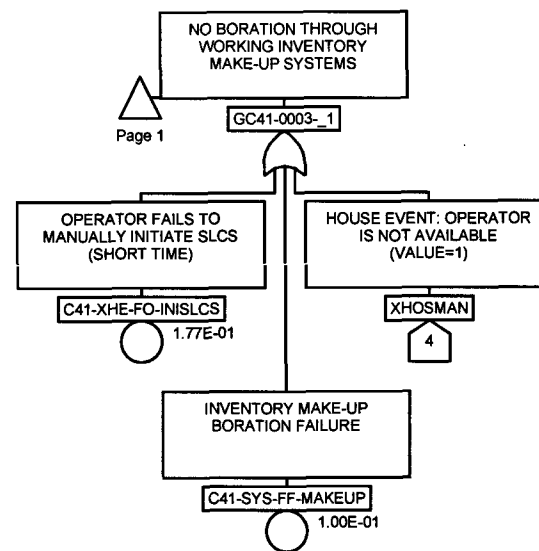 NO BORATION THROUGH
WORKING INVENTORY
MAKE-UP SYSTEMS
Page 1
GC41-0003-_1
OPERATOR FAILS TO
MANUALLY INITIATE SLCS
(SHORT TIME)
C41-XHE-FO-INISLCS
1.77E-01
HOUSE EVENT: OPERATOR
IS NOT AVAILABLE
(VALUE=1)
XHOSMAN
4
INVENTORY MAKE-UP
BORATION FAILURE
C41-SYS-FF-MAKEUP
1.00E-01